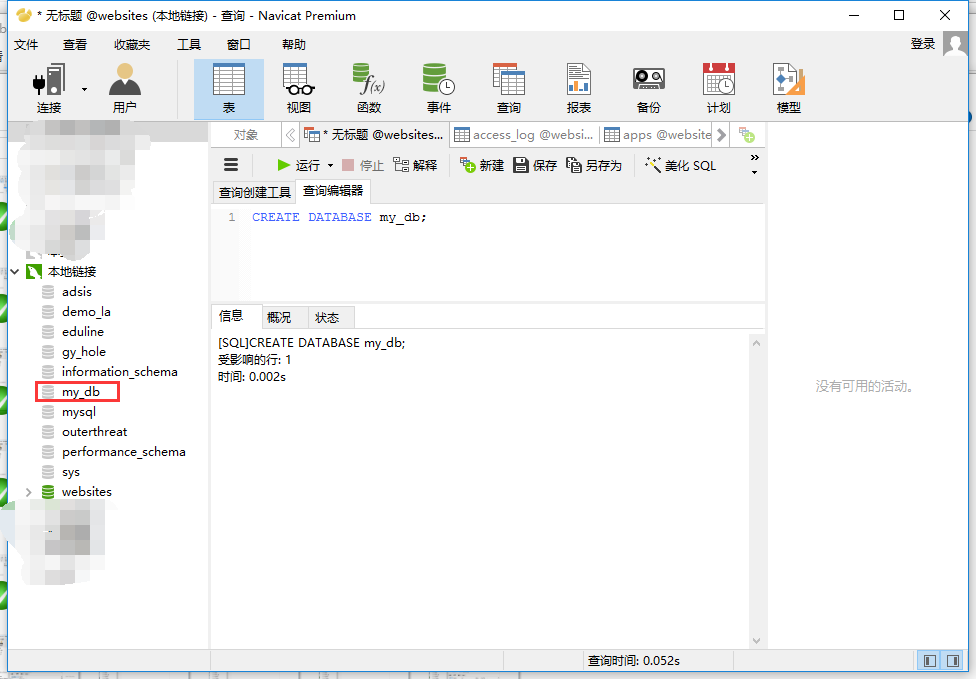 * 无标题 @websites (本地链接) - 查询 - Navicat Premium
文件 查看 收藏夹 工具 窗口 帮助 登录
连接 用户 表 视图 函数 事件 查询 报表 备份 计划 模型
对象 * 无标题 @websites... access_log @websi... apps @website
运行 停止 解释 新建 保存 另存为 美化 SQL
查询创建工具 查询编辑器
1 CREATE DATABASE my_db;
本地链接
adsis
demo_la
eduline
gy_hole
information_schema
my_db
mysql
outerthreat
performance_schema
sys
websites
信息 概况 状态
[SQL]CREATE DATABASE my_db;
受影响的行: 1
时间: 0.002s
没有可用的活动。
查询时间: 0.052s